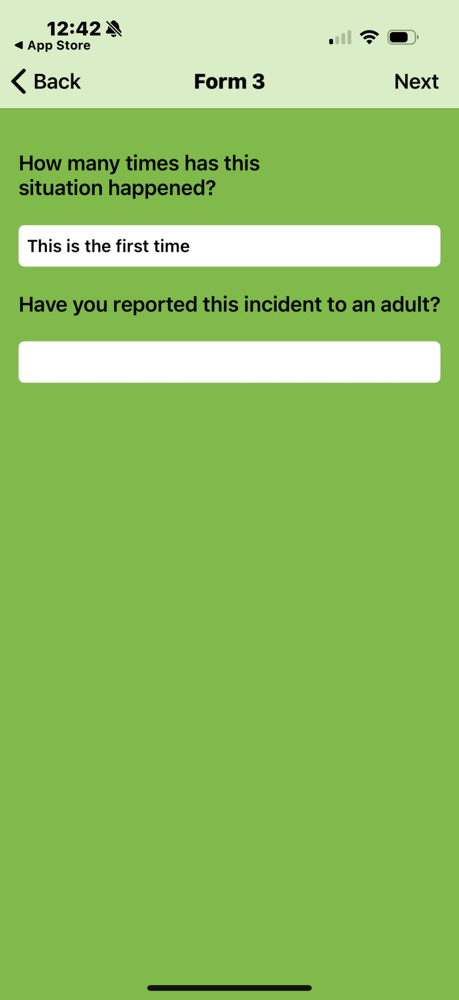 12:42
App Store
Back
Form 3
Next
How many times has this
situation happened?
This is the first time
Have you reported this incident to an adult?